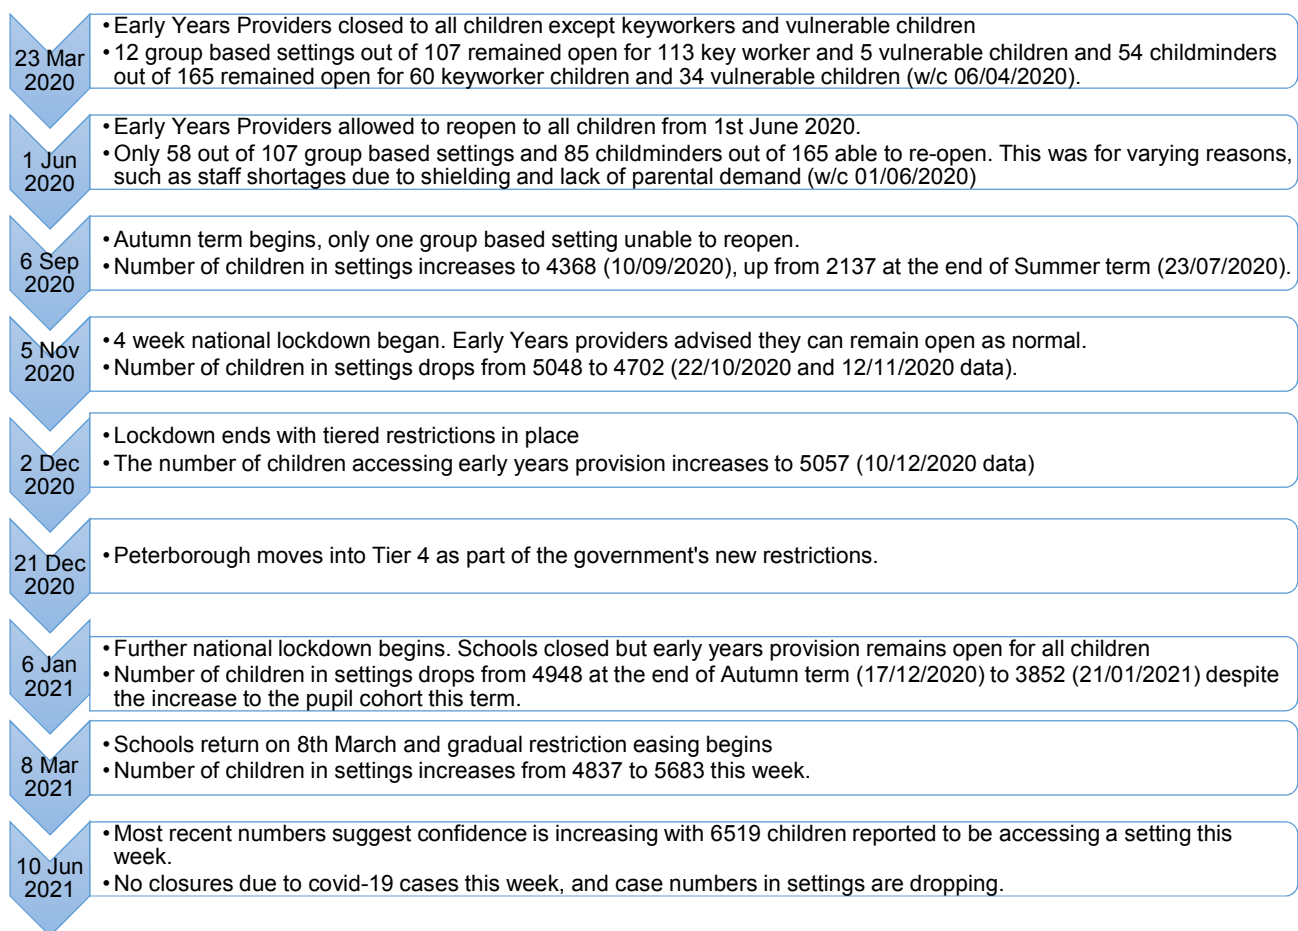 23 Mar
2020
•Early Years Providers closed to all children except keyworkers and vulnerable children
•12 group based settings out of 107 remained open for 113 key worker and 5 vulnerable children and 54 childminders
out of 165 remained open for 60 keyworker children and 34 vulnerable children (w/c 06/04/2020).
1 Jun
2020
•Early Years Providers allowed to reopen to all children from 1st June 2020.
•Only 58 out of 107 group based settings and 85 childminders out of 165 able to re-open. This was for varying reasons,
such as staff shortages due to shielding and lack of parental demand (w/c 01/06/2020)
6 Sep
2020
•Autumn term begins, only one group based setting unable to reopen.
•Number of children in settings increases to 4368 (10/09/2020), up from 2137 at the end of Summer term (23/07/2020).
5 Nov
2020
•4 week national lockdown began. Early Years providers advised they can remain open as normal.
•Number of children in settings drops from 5048 to 4702 (22/10/2020 and 12/11/2020 data).
2 Dec
2020
•Lockdown ends with tiered restrictions in place
•The number of children accessing early years provision increases to 5057 (10/12/2020 data)
21 Dec
2020
•Peterborough moves into Tier 4 as part of the government's new restrictions.
6 Jan
2021
•Further national lockdown begins. Schools closed but early years provision remains open for all children
•Number of children in settings drops from 4948 at the end of Autumn term (17/12/2020) to 3852 (21/01/2021) despite
the increase to the pupil cohort this term.
8 Mar
2021
•Schools return on 8th March and gradual restriction easing begins
•Number of children in settings increases from 4837 to 5683 this week.
10 Jun
2021
•Most recent numbers suggest confidence is increasing with 6519 children reported to be accessing a setting this
week.
•No closures due to covid-19 cases this week, and case numbers in settings are dropping.